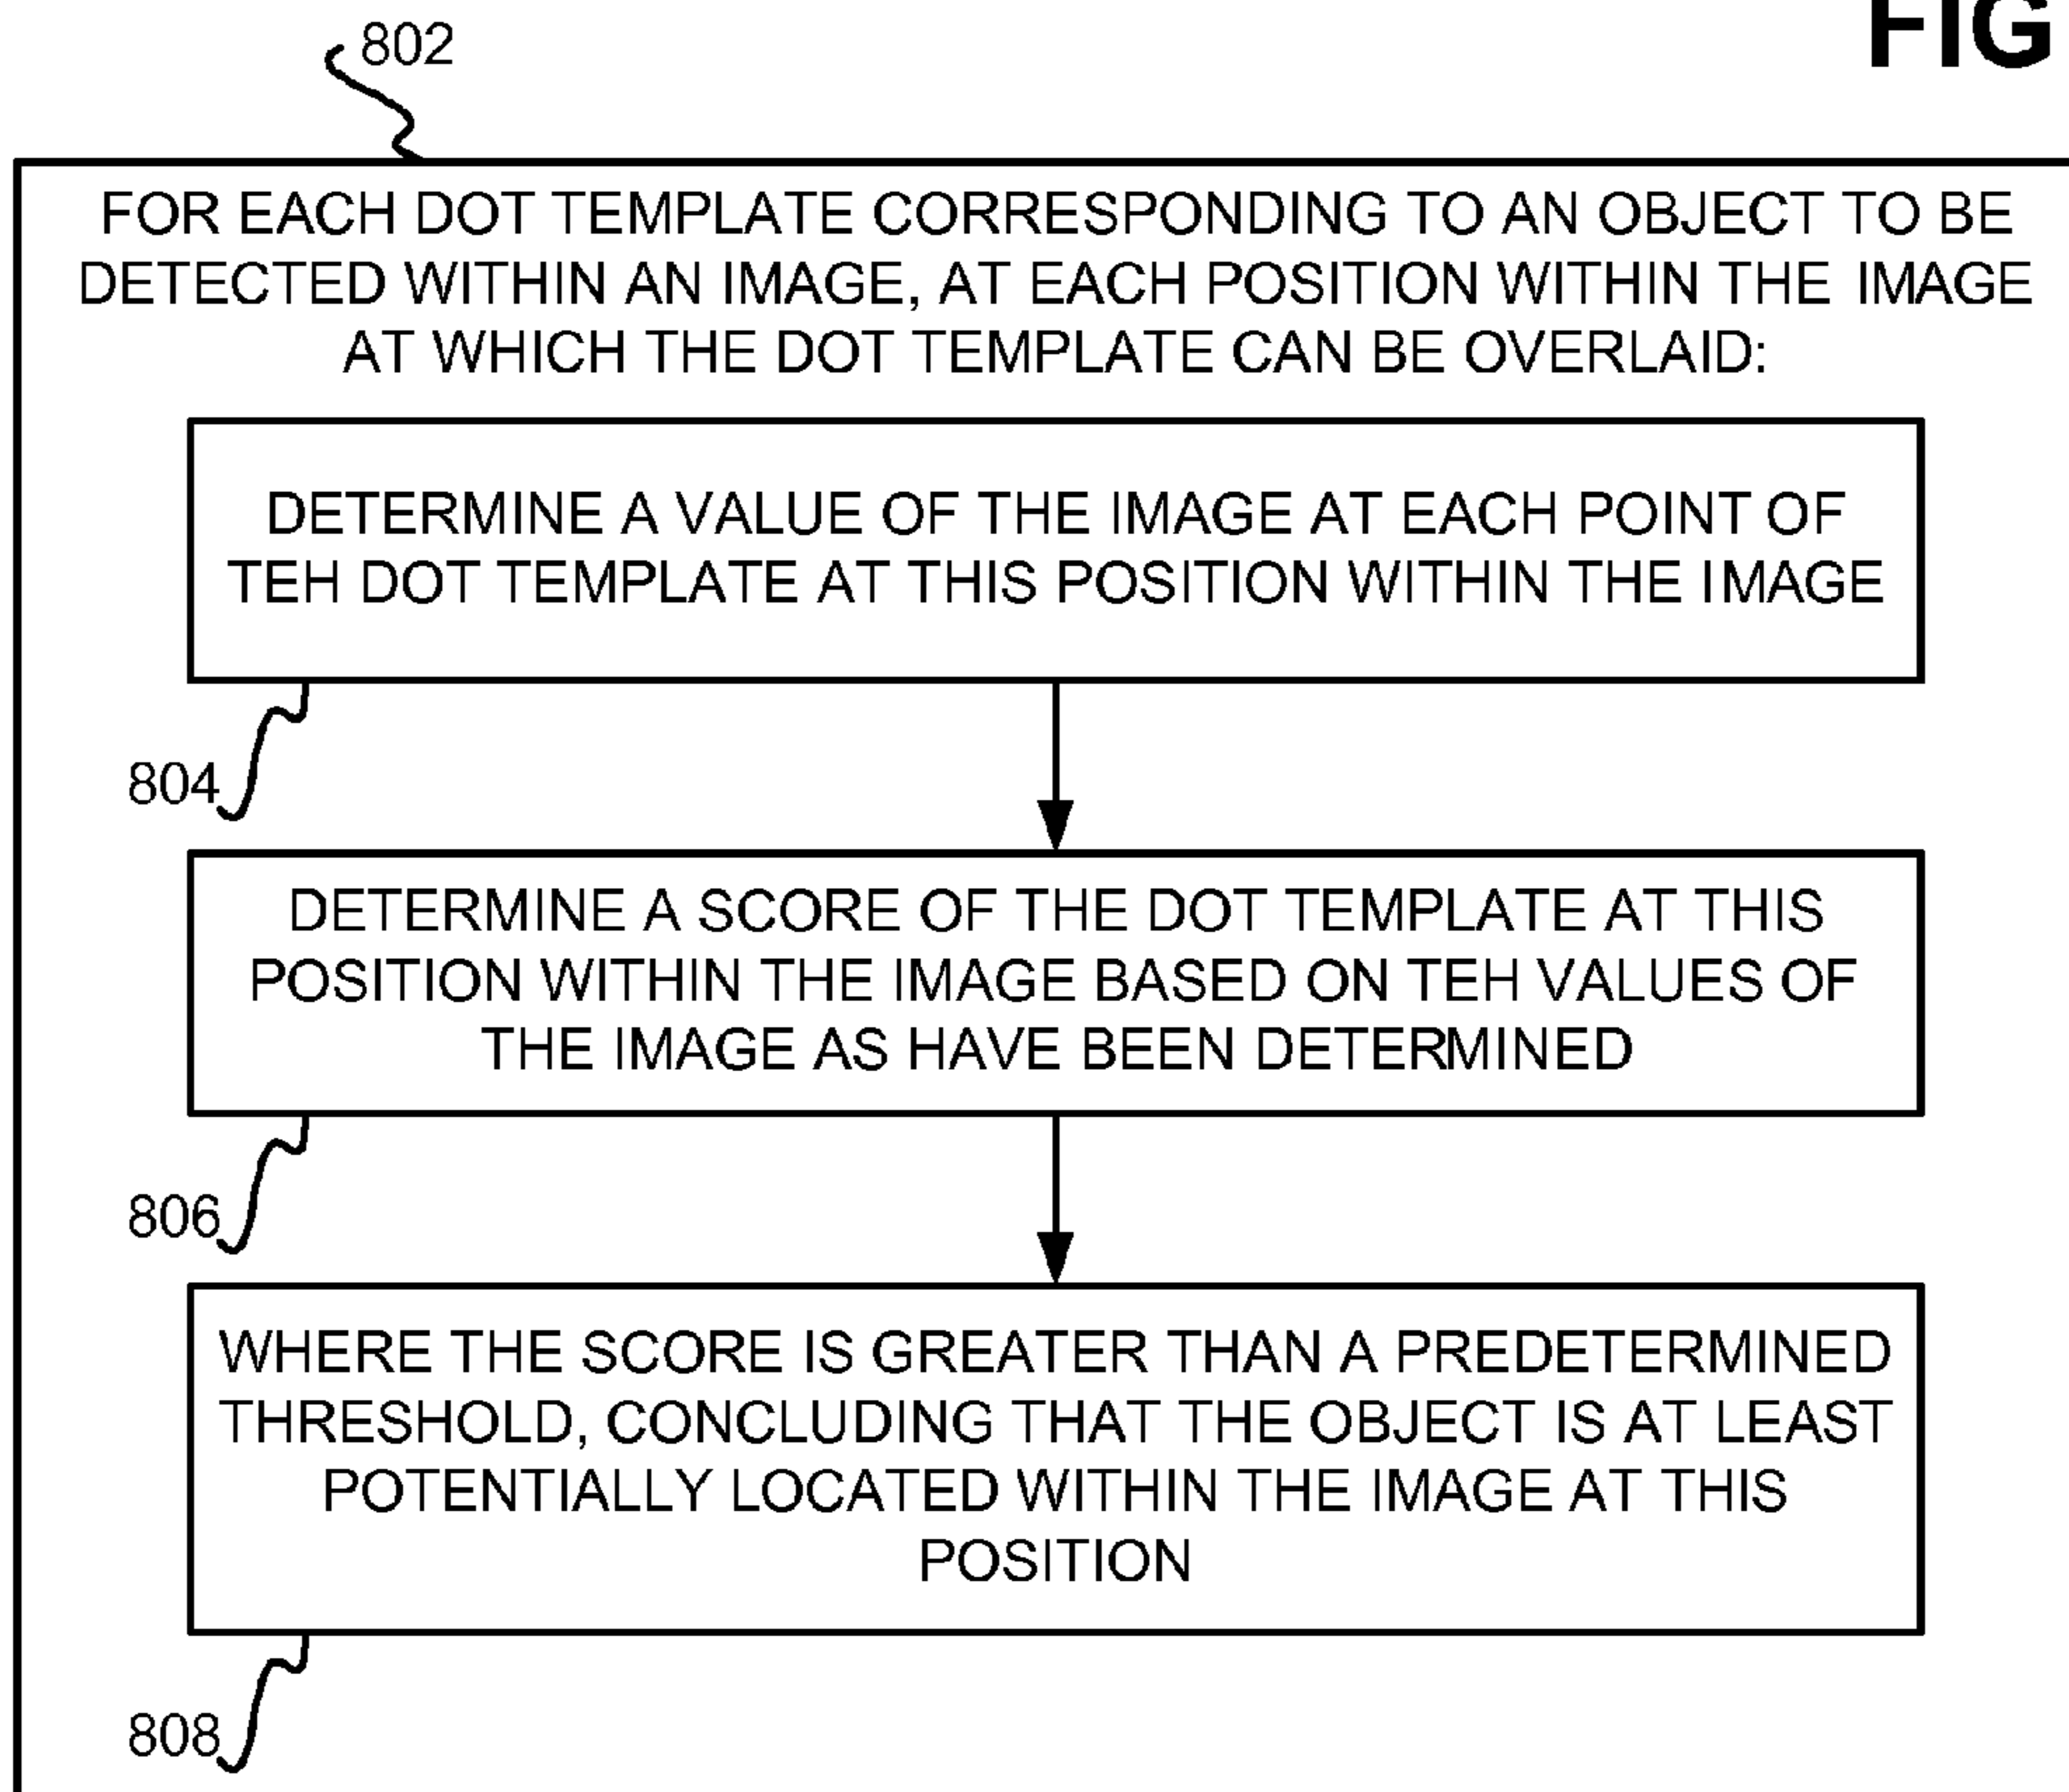 FIG
802
FOR EACH DOT TEMPLATE CORRESPONDING TO AN OBJECT TO BE
DETECTED WITHIN AN IMAGE, AT EACH POSITION WITHIN THE IMAGE
AT WHICH THE DOT TEMPLATE CAN BE OVERLAID:
DETERMINE A VALUE OF THE IMAGE AT EACH POINT OF
TEH DOT TEMPLATE AT THIS POSITION WITHIN THE IMAGE
804
DETERMINE A SCORE OF THE DOT TEMPLATE AT THIS
POSITION WITHIN THE IMAGE BASED ON TEH VALUES OF
THE IMAGE AS HAVE BEEN DETERMINED
806
WHERE THE SCORE IS GREATER THAN A PREDETERMINED
THRESHOLD, CONCLUDING THAT THE OBJECT IS AT LEAST
POTENTIALLY LOCATED WITHIN THE IMAGE AT THIS
POSITION
808